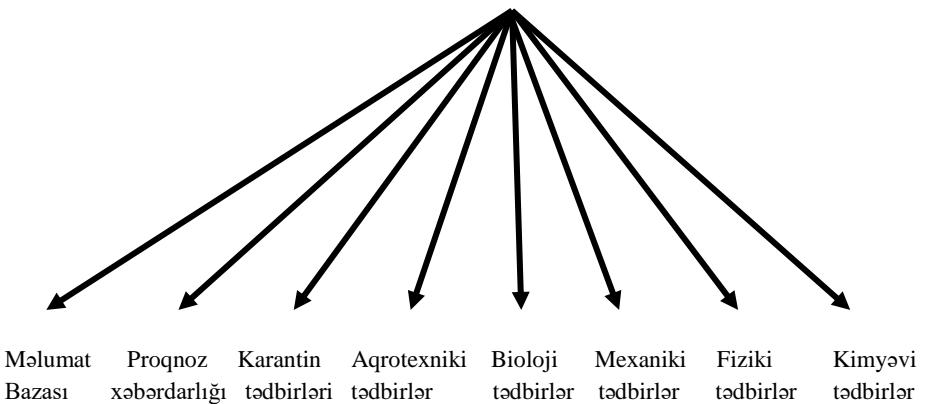 Məlumat Proqnoz Karantin Aqrotexniki Bioloji Mexaniki Fiziki Kimyəvi
Bazası xəbərdarlığı tədbirləri tədbirlər tədbirlər tədbirlər tədbirlər tədbirlər